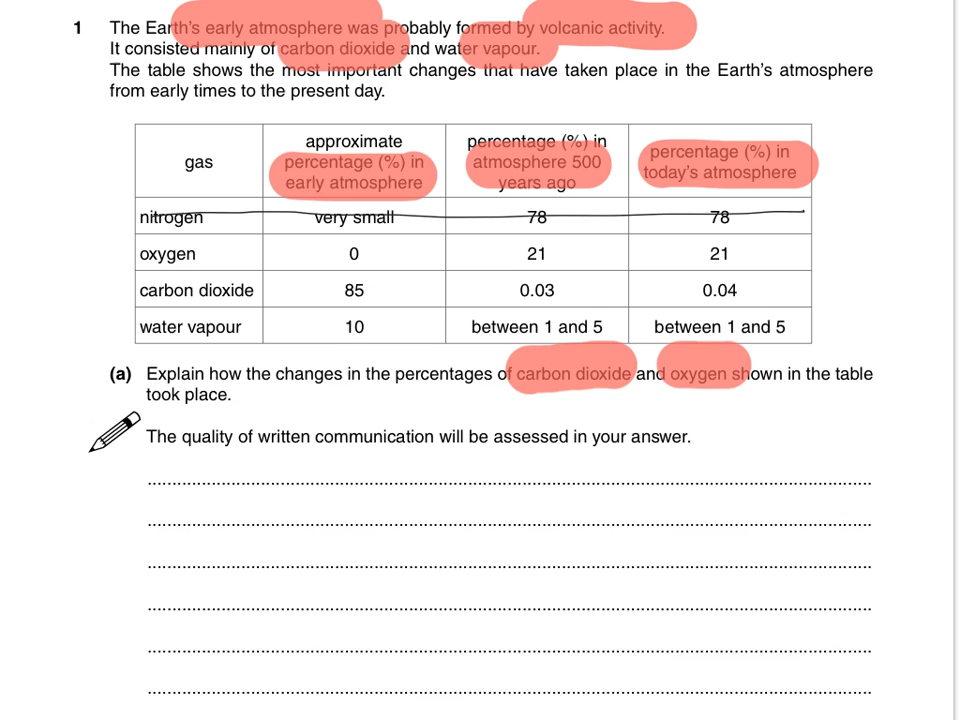 1 The Earth's early atmosphere was probably formed by volcanic activity.
It consisted mainly of carbon dioxide and water vapour.
The table shows the most important changes that have taken place in the Earth's atmosphere
from early times to the present day.
gas approximate percentage (%) in early atmosphere percentage (%) in atmosphere 500 years ago percentage (%) in today's atmosphere
nitrogen very small 78 78
oxygen 0 21 21
carbon dioxide 85 0.03 0.04
water vapour 10 between 1 and 5 between 1 and 5
(a) Explain how the changes in the percentages of carbon dioxide and oxygen shown in the table
took place.
The quality of written communication will be assessed in your answer.